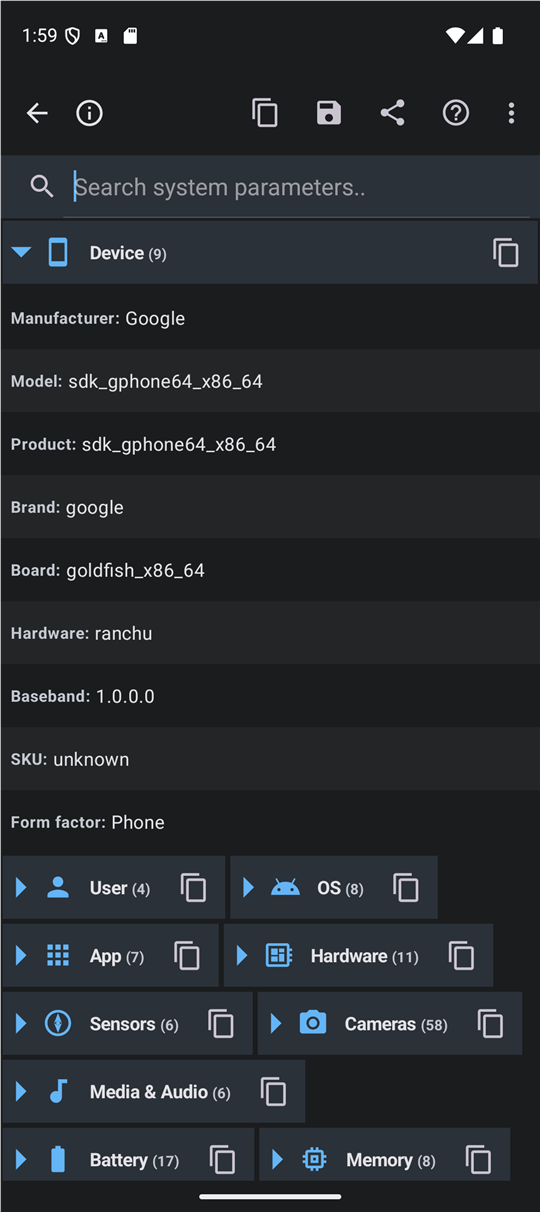 1:59
Search system parameters..
Device (9)
Manufacturer: Google
Model: sdk_gphone64_x86_64
Product: sdk_gphone64_x86_64
Brand: google
Board: goldfish_x86_64
Hardware: ranchu
Baseband: 1.0.0.0
SKU: unknown
Form factor: Phone
User (4) OS (8)
App (7) Hardware (11)
Sensors (6) Cameras (58)
Media & Audio (6)
Battery (17) Memory (8)